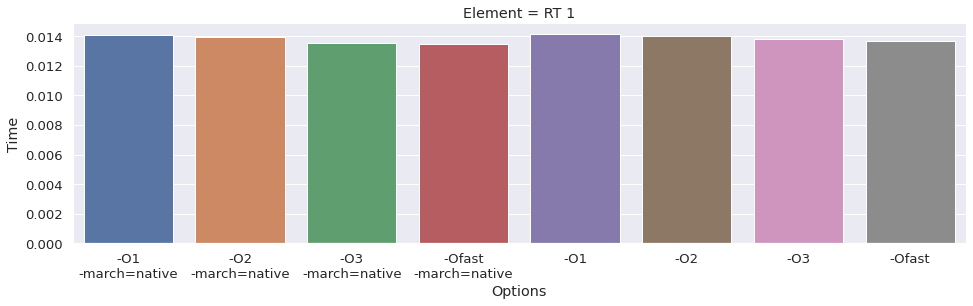 Element = RT 1
Time
0.014
0.012
0.010
0.008
0.006
0.004
0.002
0.000
-O1
-march=native
-O2
-march=native
-O3
-march=native
-Ofast
-march=native
-O1
-O2
-O3
-Ofast
Options